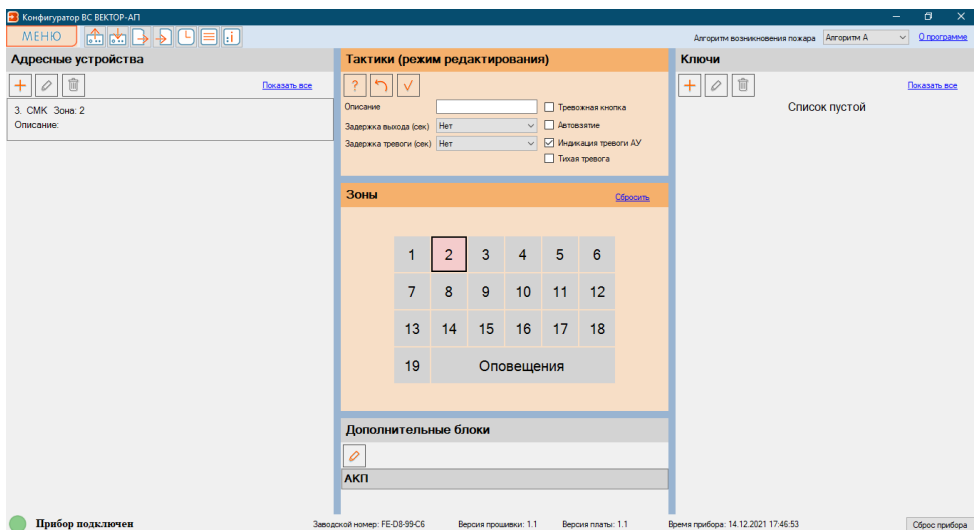 Конфигуратор ВС ВЕКТОР-АП
МЕНЮ
Алгоритм возникновения пожара Алгоритм А О программе
Адресные устройства
Показать все
3. СМК Зона: 2
Описание:
Тактики (режим редактирования)
Описание
Тревожная кнопка
Задержка выхода (сек) Нет
Автовзятие
Задержка тревоги (сек) Нет
Индикация тревоги АУ
Тихая тревога
Зоны Сбросить
1 2 3 4 5 6
7 8 9 10 11 12
13 14 15 16 17 18
19 Оповещения
Дополнительные блоки
АКП
Ключи
Показать все
Список пустой
Прибор подключен Заводской номер: FE-D8-99-C6 Версия прошивки: 1.1 Версия платы: 1.1 Время прибора: 14.12.2021 17:46:53 Сброс прибора